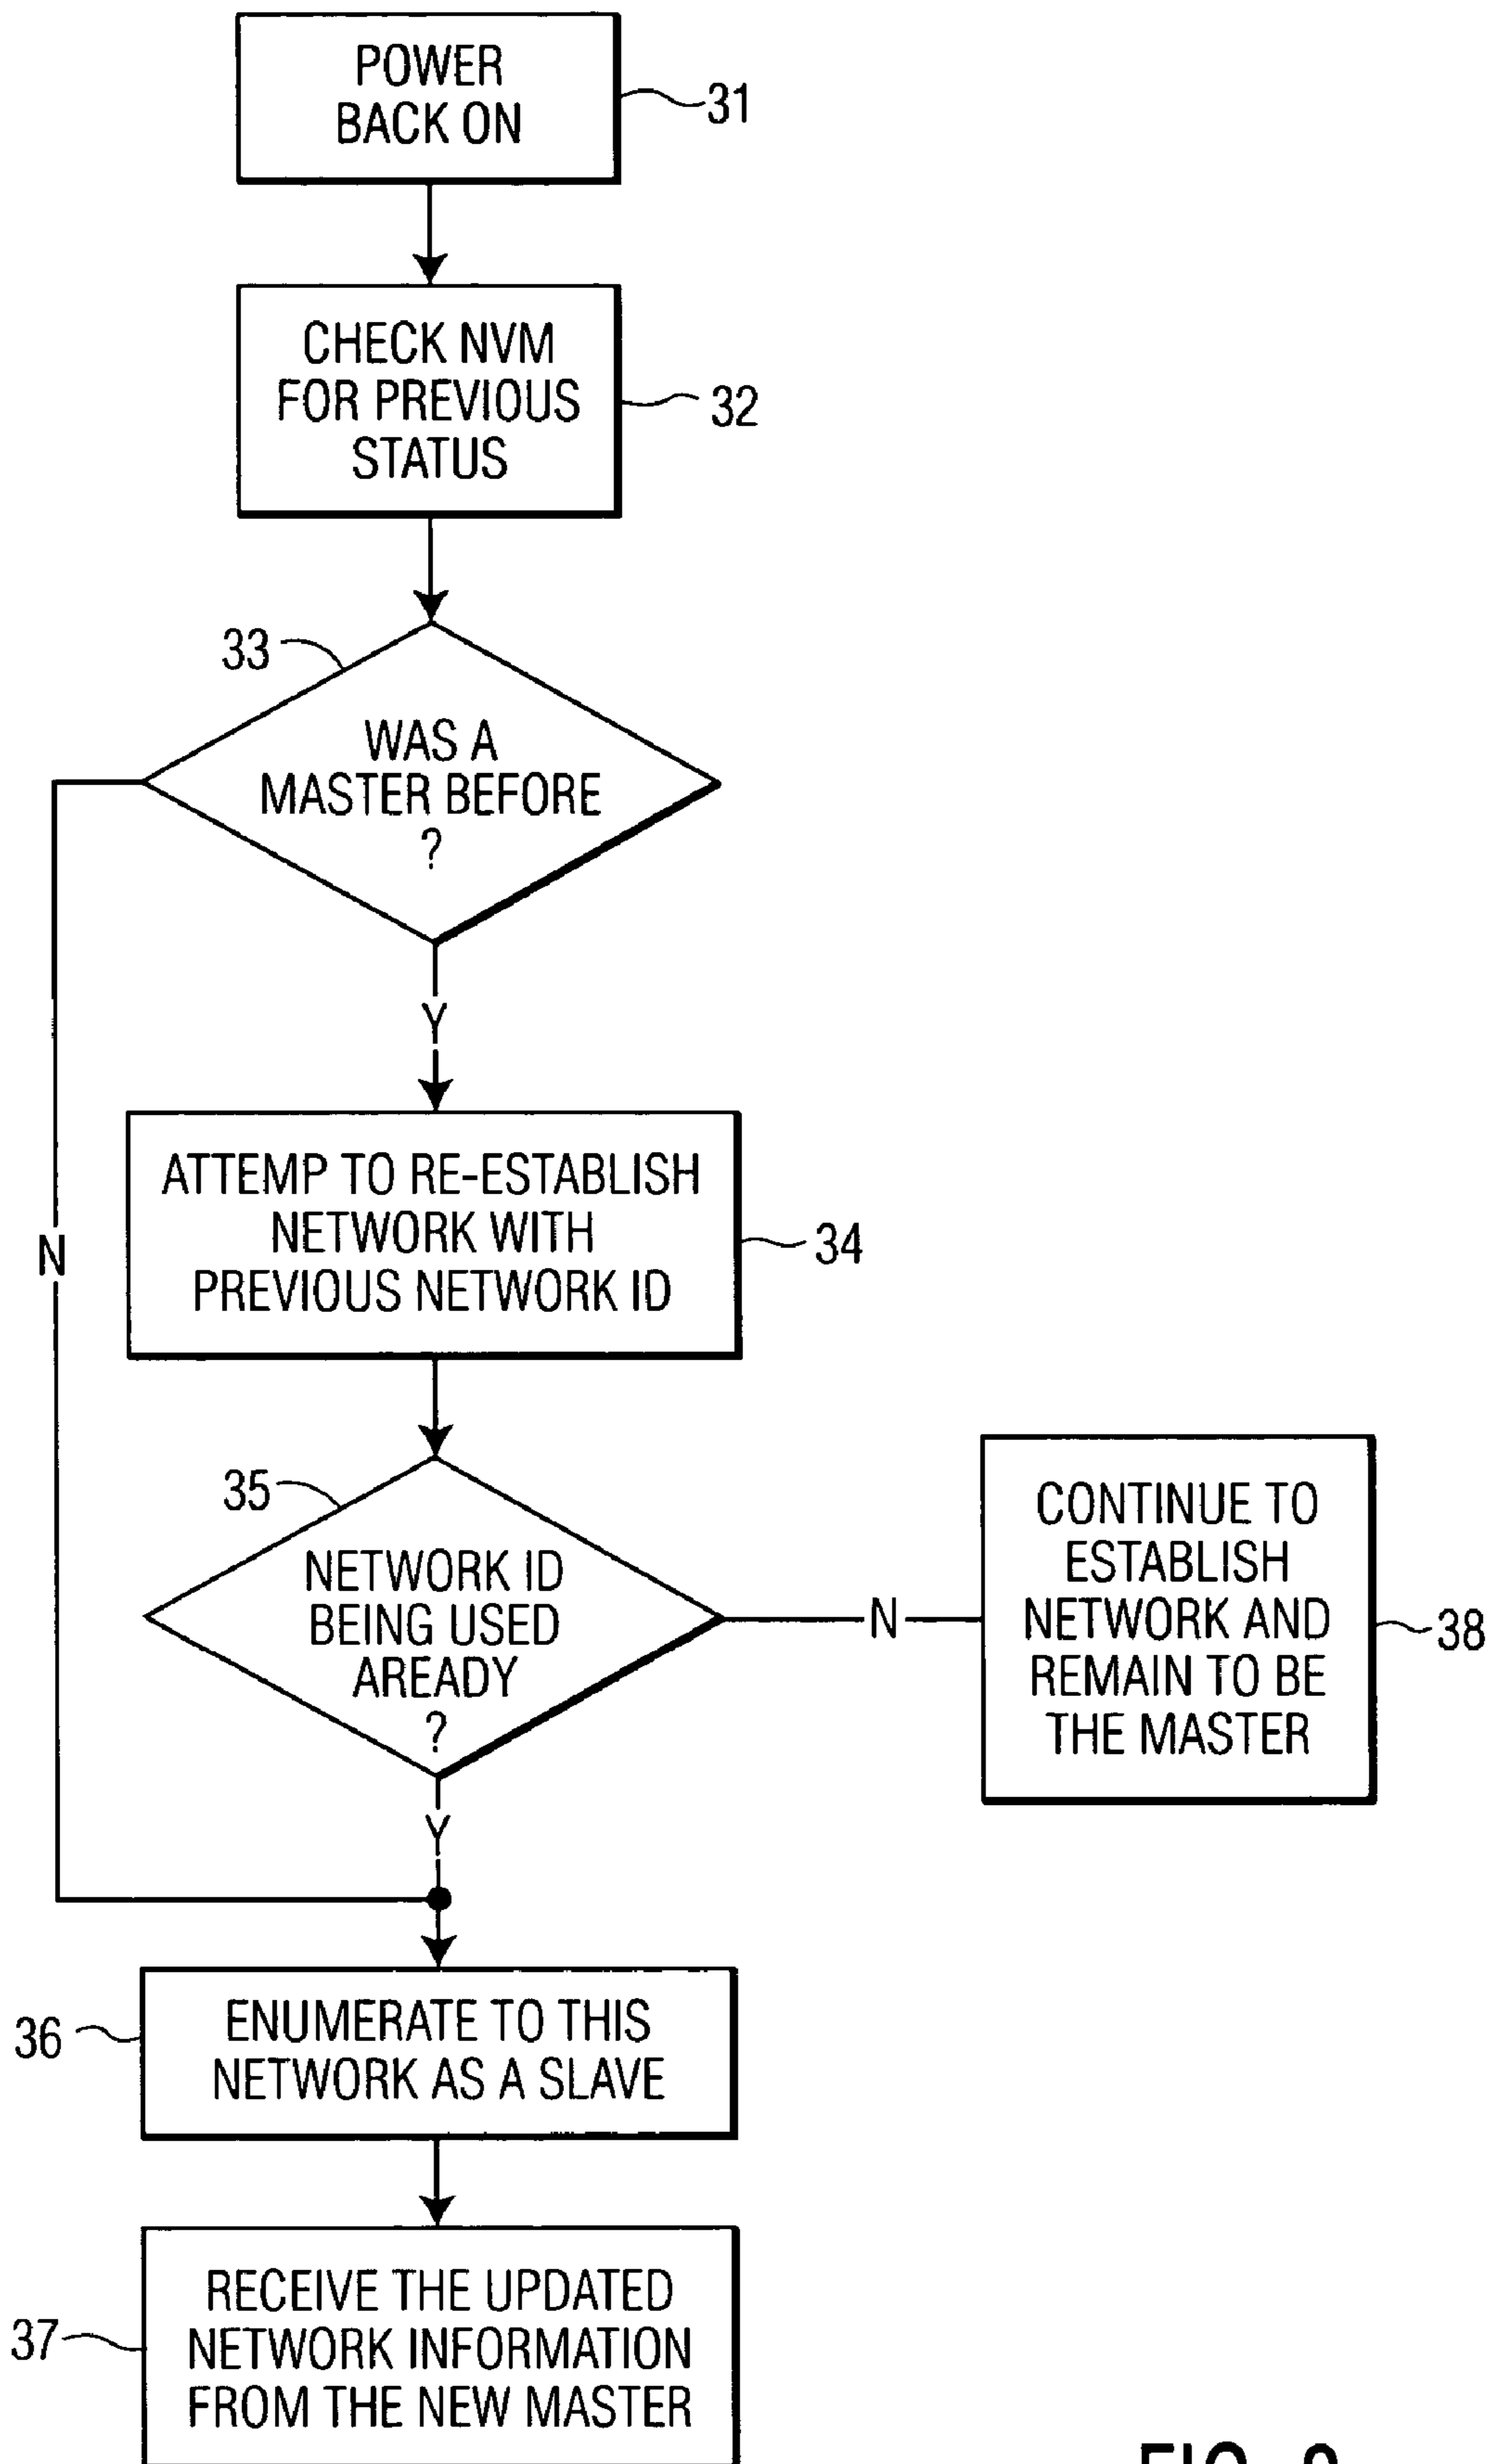 POWER
BACK ON
31
CHECK NVM
FOR PREVIOUS
STATUS
32
33
WAS A
MASTER BEFORE
?
Y
N
ATTEMP TO RE-ESTABLISH
NETWORK WITH
PREVIOUS NETWORK ID
34
35
NETWORK ID
BEING USED
AREADY
?
N
Y
CONTINUE TO
ESTABLISH
NETWORK AND
REMAIN TO BE
THE MASTER
38
36
ENUMERATE TO THIS
NETWORK AS A SLAVE
37
RECEIVE THE UPDATED
NETWORK INFORMATION
FROM THE NEW MASTER
FIG.